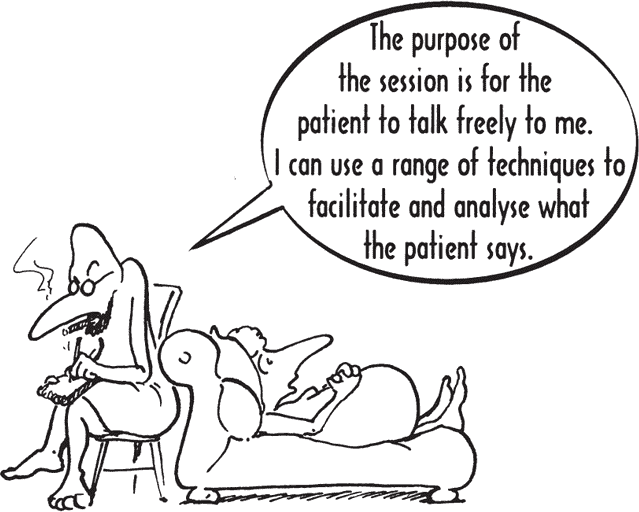 The purpose of
the session is for the
patient to talk freely to me.
I can use a range of techniques to
facilitate and analyse what
the patient says.